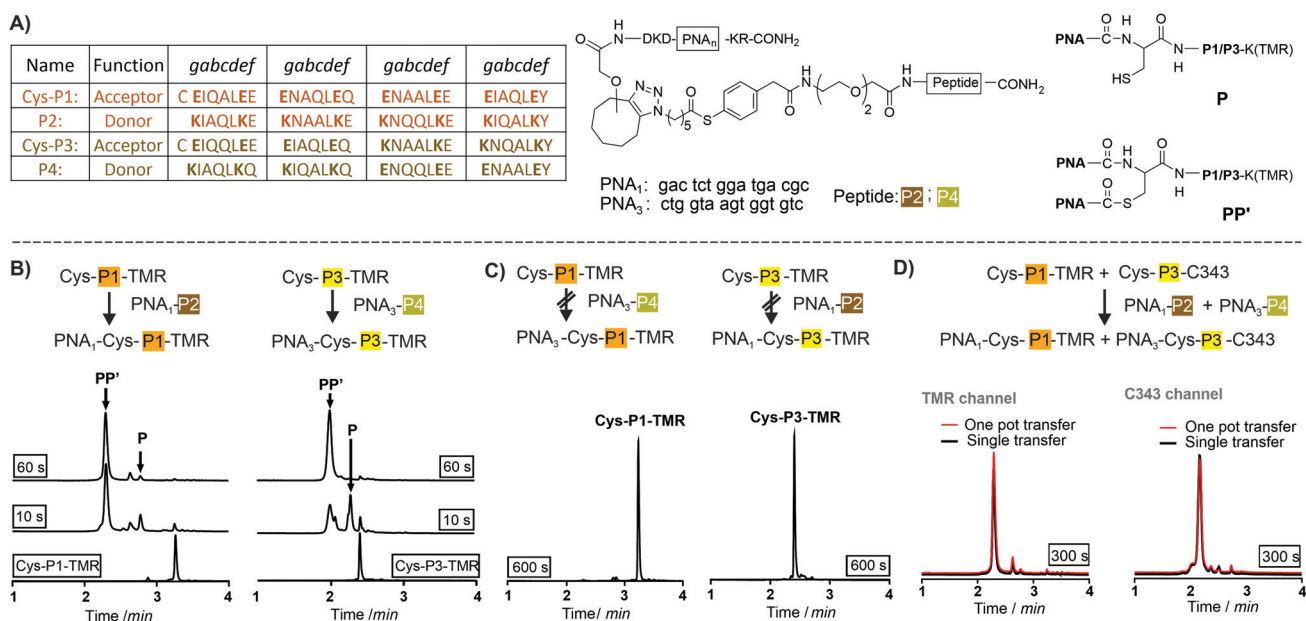 A)
Name Function gabcdef gabcdef gabcdef gabcdef
Cys-P1: Acceptor C EIQALEE ENAQLEQ ENAALEE EIAQLEY
P2: Donor KIAQLKE KNAALKE KNQQLKE KIQALKY
Cys-P3: Acceptor C EIQQLEE EIAQLEQ KNAALKE KNQALKY
P4: Donor KIAQLKQ KIQALKQ ENQQLEE ENAALEY
H
N DKD- PNAn -KR-CONH2
O
O
N N
N
5
O
S
O
H
N
O 2
O
H
N Peptide CONH2
PNA1: gac tct gga tga cgc
PNA3: ctg gta agt ggt gtc
Peptide: P2 ; P4
PNA O H N O N H P1/P3-K(TMR)
HS
P
PNA O H N O N H P1/P3-K(TMR)
PNA O S
PP'
B)
Cys-P1-TMR
PNA1-P2
PNA1-Cys-P1-TMR
PP'
P
60 s
10 s
Cys-P1-TMR
1 2 3 4
Time /min
Cys-P3-TMR
PNA3-P4
PNA3-Cys-P3-TMR
PP'
P
60 s
10 s
Cys-P3-TMR
1 2 3 4
Time /min
C)
Cys-P1-TMR
PNA3-P4
PNA3-Cys-P1-TMR
Cys-P1-TMR
600 s
1 2 3 4
Time/ min
Cys-P3-TMR
PNA1-P2
PNA1-Cys-P3-TMR
Cys-P3-TMR
600 s
1 2 3 4
Time/ min
D)
Cys-P1-TMR + Cys-P3-C343
PNA1-P2 + PNA3-P4
PNA1-Cys-P1-TMR + PNA3-Cys-P3-C343
TMR channel
One pot transfer
Single transfer
300 s
1 2 3 4
Time /min
C343 channel
One pot transfer
Single transfer
300 s
1 2 3 4
Time /min